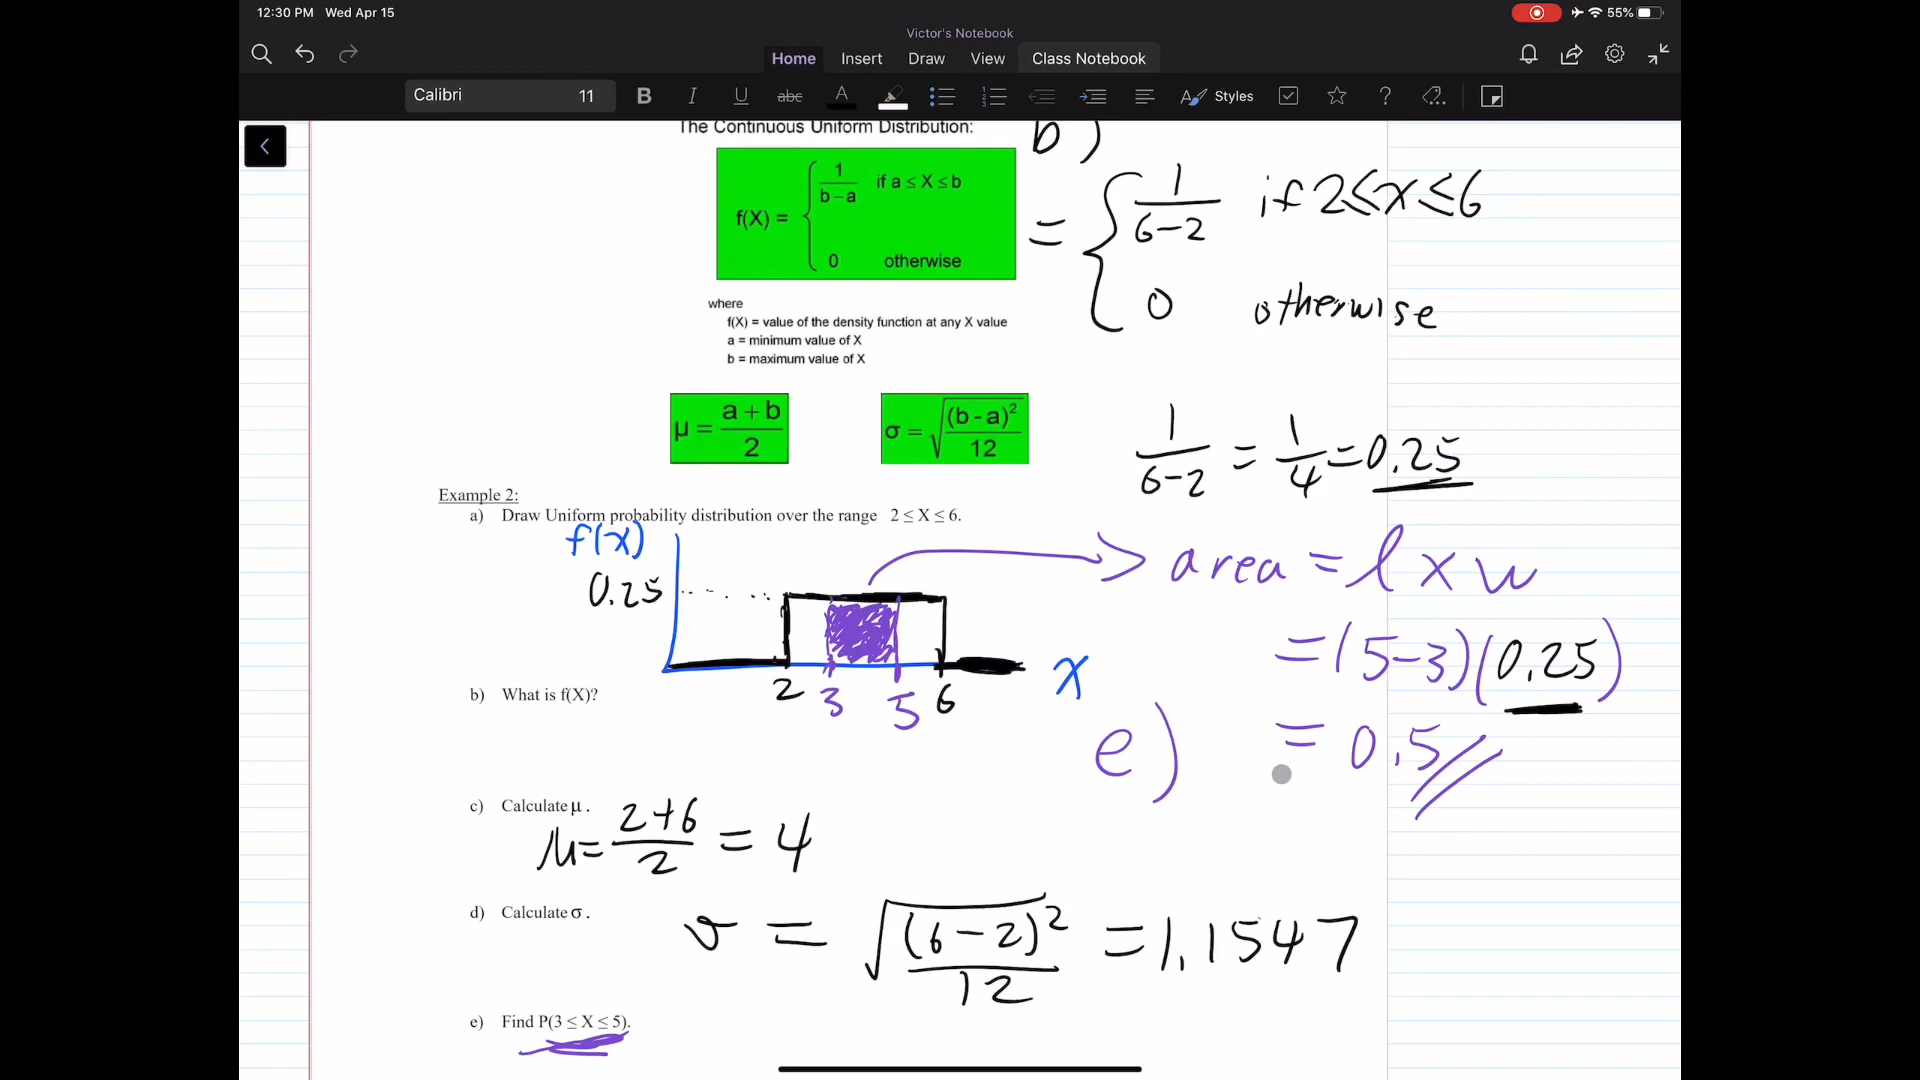 12:30 PM Wed Apr 15
55%
Victor's Notebook
Home Insert Draw View Class Notebook
Calibri 11 B I U abc A Styles ?
The Continuous Uniform Distribution:
b)
f(X) = { 1/(b-a) if a ≤ X ≤ b
0 otherwise
= { 1/(6-2) if 2≤x≤6
0 otherwise
where
f(X) = value of the density function at any X value
a = minimum value of X
b = maximum value of X
μ = (a+b)/2
σ = √((b-a)²/12)
1/(6-2) = 1/4 = 0.25
Example 2:
a) Draw Uniform probability distribution over the range 2 ≤ X ≤ 6.
f(x)
0.25
2 3 5 6
X
area = l x w
= (5-3)(0.25)
b) What is f(X)?
e) = 0.5
c) Calculate μ.
μ = (2+6)/2 = 4
d) Calculate σ.
σ = √((6-2)²/12) = 1.1547
e) Find P(3 ≤ X ≤ 5).